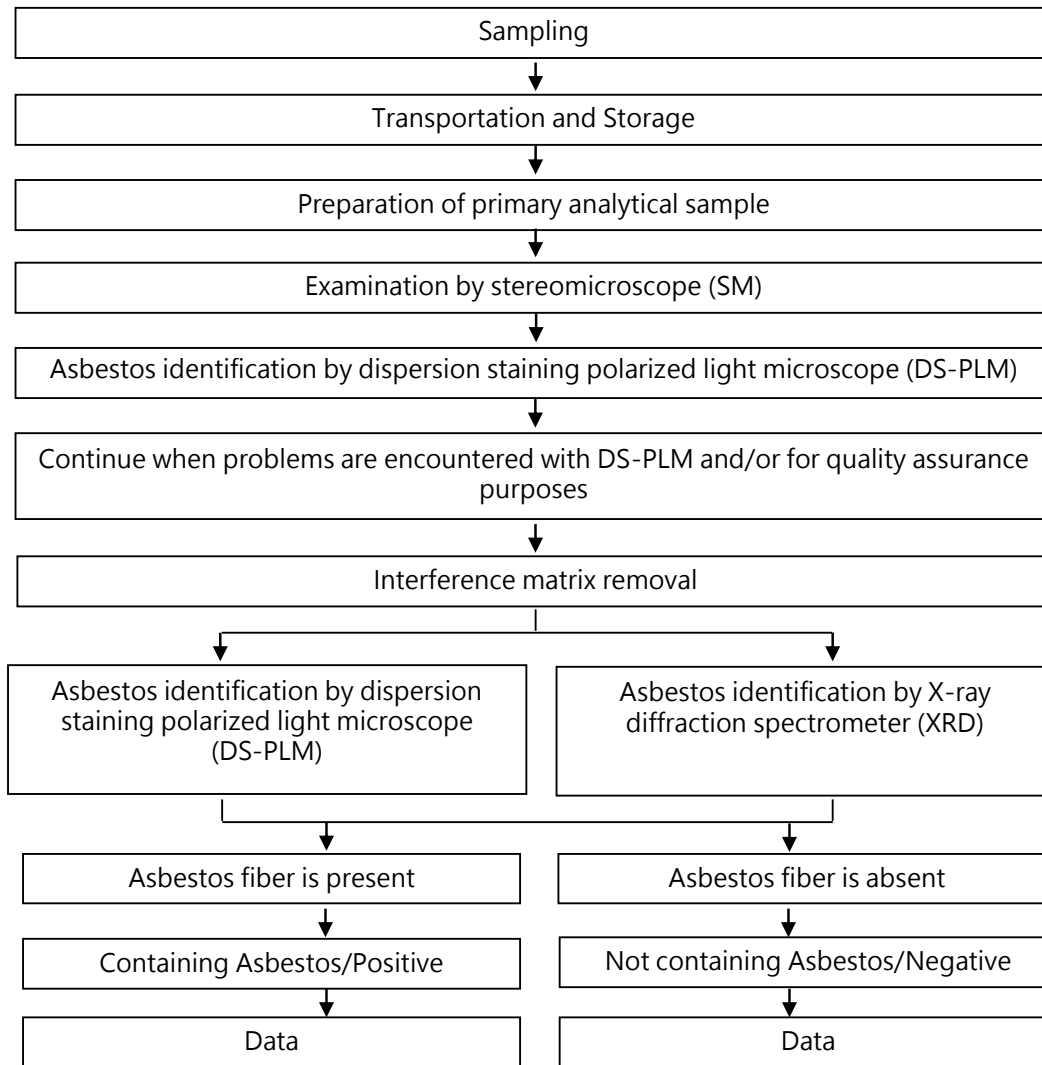 Sampling
Transportation and Storage
Preparation of primary analytical sample
Examination by stereomicroscope (SM)
Asbestos identification by dispersion staining polarized light microscope (DS-PLM)
Continue when problems are encountered with DS-PLM and/or for quality assurance
purposes
Interference matrix removal
Asbestos identification by dispersion
staining polarized light microscope
(DS-PLM)
Asbestos identification by X-ray
diffraction spectrometer (XRD)
Asbestos fiber is present
Asbestos fiber is absent
Containing Asbestos/Positive
Not containing Asbestos/Negative
Data
Data